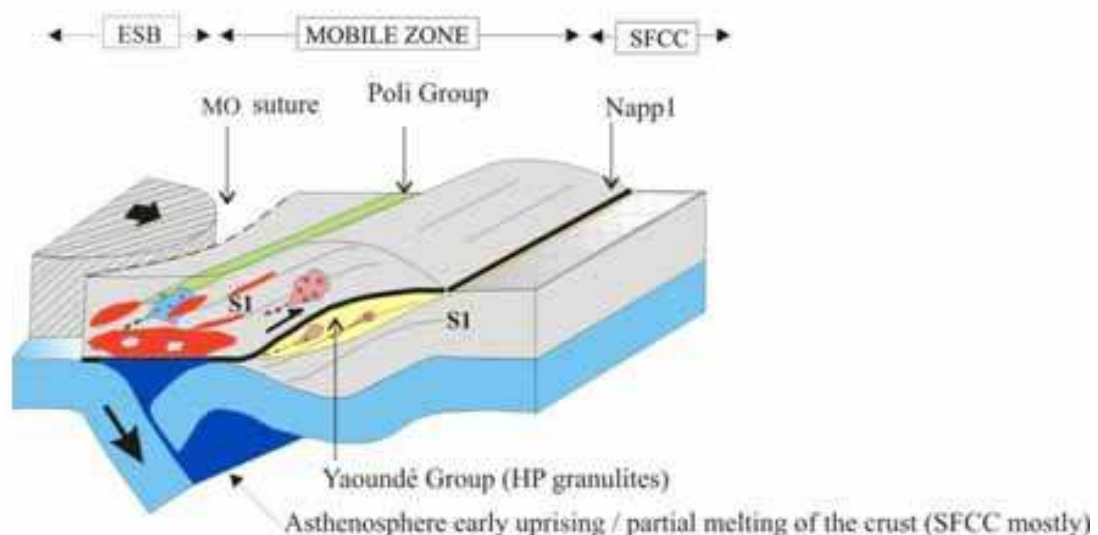 ESB MOBILE ZONE SFCC
MO suture
Poli Group
Napp1
S1
S1
Yaoundé Group (HP granulites)
Asthenosphere early uprising / partial melting of the crust (SFCC mostly)